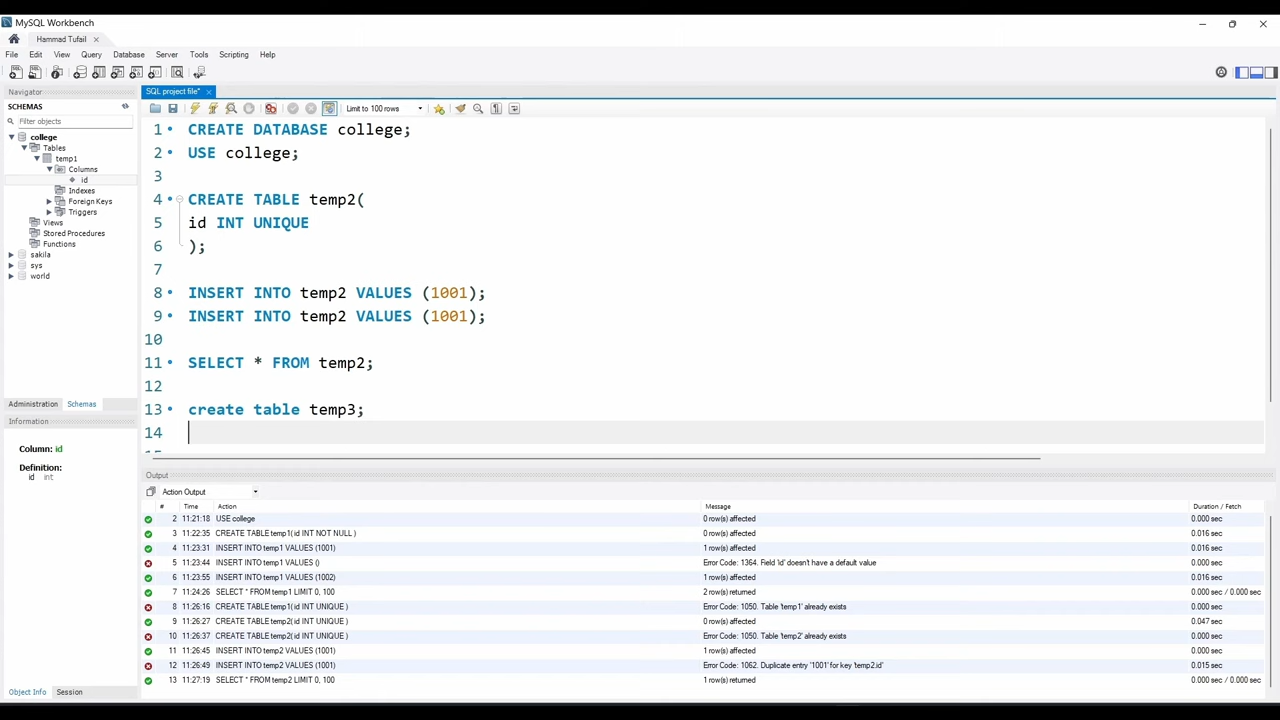 MySQL Workbench
Hammad Tufail ×
File Edit View Query Database Server Tools Scripting Help
Navigator
SCHEMAS
Filter objects
college
Tables
temp1
Columns
id
Indexes
Foreign Keys
Triggers
Views
Stored Procedures
Functions
sakila
sys
world
Administration Schemas
Information
Column: id
Definition:
id int
Object Info Session
SQL project file* ×
Limit to 100 rows
1 CREATE DATABASE college;
2 USE college;
3
4 CREATE TABLE temp2(
5 id INT UNIQUE
6 );
7
8 INSERT INTO temp2 VALUES (1001);
9 INSERT INTO temp2 VALUES (1001);
10
11 SELECT * FROM temp2;
12
13 create table temp3;
14
Output
Action Output
# Time Action Message Duration / Fetch
2 11:21:18 USE college 0 row(s) affected 0.000 sec
3 11:22:35 CREATE TABLE temp1( id INT NOT NULL ) 0 row(s) affected 0.016 sec
4 11:23:31 INSERT INTO temp1 VALUES (1001) 1 row(s) affected 0.016 sec
5 11:23:44 INSERT INTO temp1 VALUES () Error Code: 1364. Field 'id' doesn't have a default value 0.000 sec
6 11:23:55 INSERT INTO temp1 VALUES (1002) 1 row(s) affected 0.016 sec
7 11:24:26 SELECT * FROM temp1 LIMIT 0, 100 2 row(s) returned 0.000 sec / 0.000 sec
8 11:26:16 CREATE TABLE temp1( id INT UNIQUE ) Error Code: 1050. Table 'temp1' already exists 0.000 sec
9 11:26:27 CREATE TABLE temp2( id INT UNIQUE ) 0 row(s) affected 0.047 sec
10 11:26:37 CREATE TABLE temp2( id INT UNIQUE ) Error Code: 1050. Table 'temp2' already exists 0.000 sec
11 11:26:45 INSERT INTO temp2 VALUES (1001) 1 row(s) affected 0.000 sec
12 11:26:49 INSERT INTO temp2 VALUES (1001) Error Code: 1062. Duplicate entry '1001' for key 'temp2.id' 0.015 sec
13 11:27:19 SELECT * FROM temp2 LIMIT 0, 100 1 row(s) returned 0.000 sec / 0.000 sec